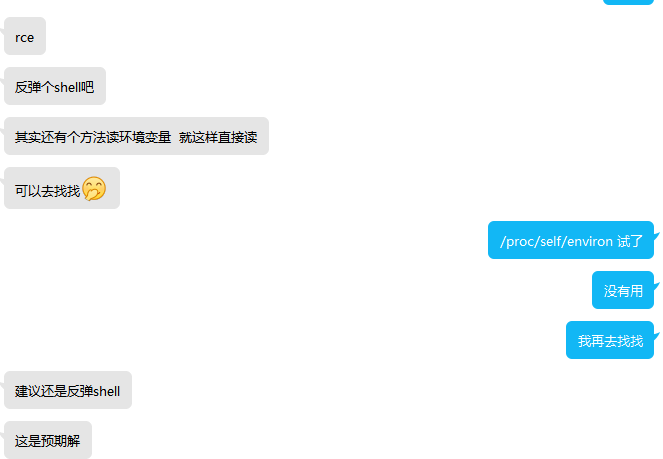 rce
反弹个shell吧
其实还有个方法读环境变量  就这样直接读
可以去找找
/proc/self/environ 试了
没有用
我再去找找
建议还是反弹shell
这是预期解